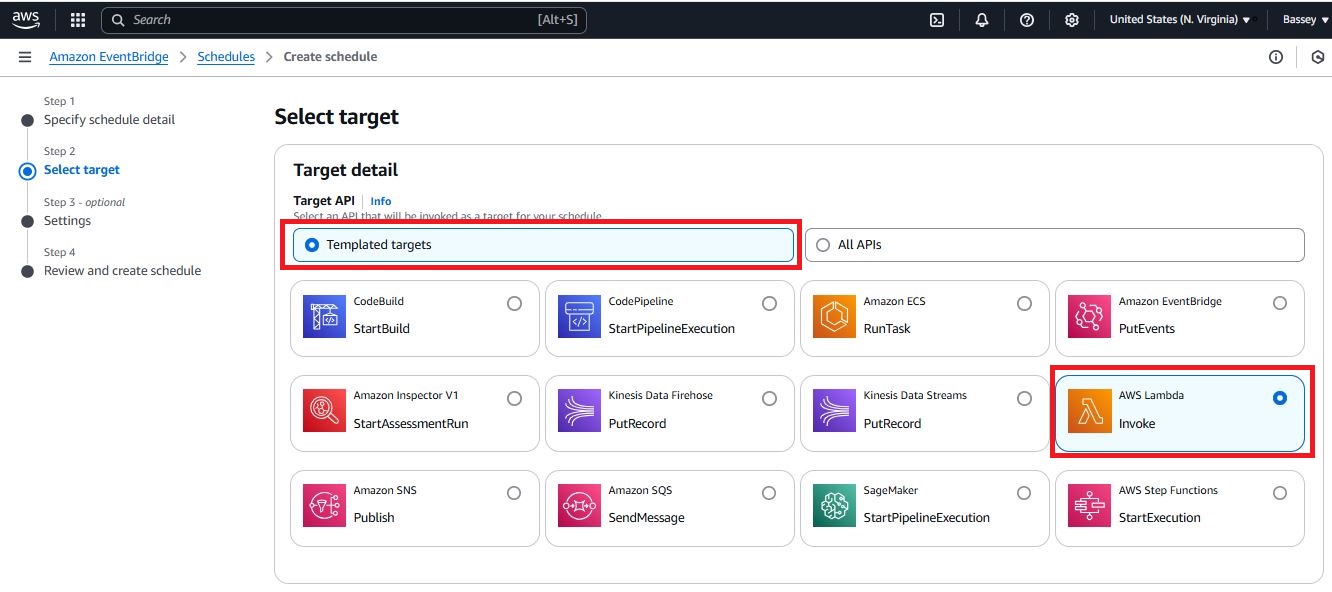 aws
Search [Alt+S]
United States (N. Virginia) ▼ Bassey ▼
Amazon EventBridge > Schedules > Create schedule
Step 1
Specify schedule detail
Step 2
Select target
Step 3 - optional
Settings
Step 4
Review and create schedule
Select target
Target detail
Target API Info
Select an API that will be invoked as a target for your schedule.
Templated targets
All APIs
CodeBuild
StartBuild
CodePipeline
StartPipelineExecution
Amazon ECS
RunTask
Amazon EventBridge
PutEvents
Amazon Inspector V1
StartAssessmentRun
Kinesis Data Firehose
PutRecord
Kinesis Data Streams
PutRecord
AWS Lambda
Invoke
Amazon SNS
Publish
Amazon SQS
SendMessage
SageMaker
StartPipelineExecution
AWS Step Functions
StartExecution